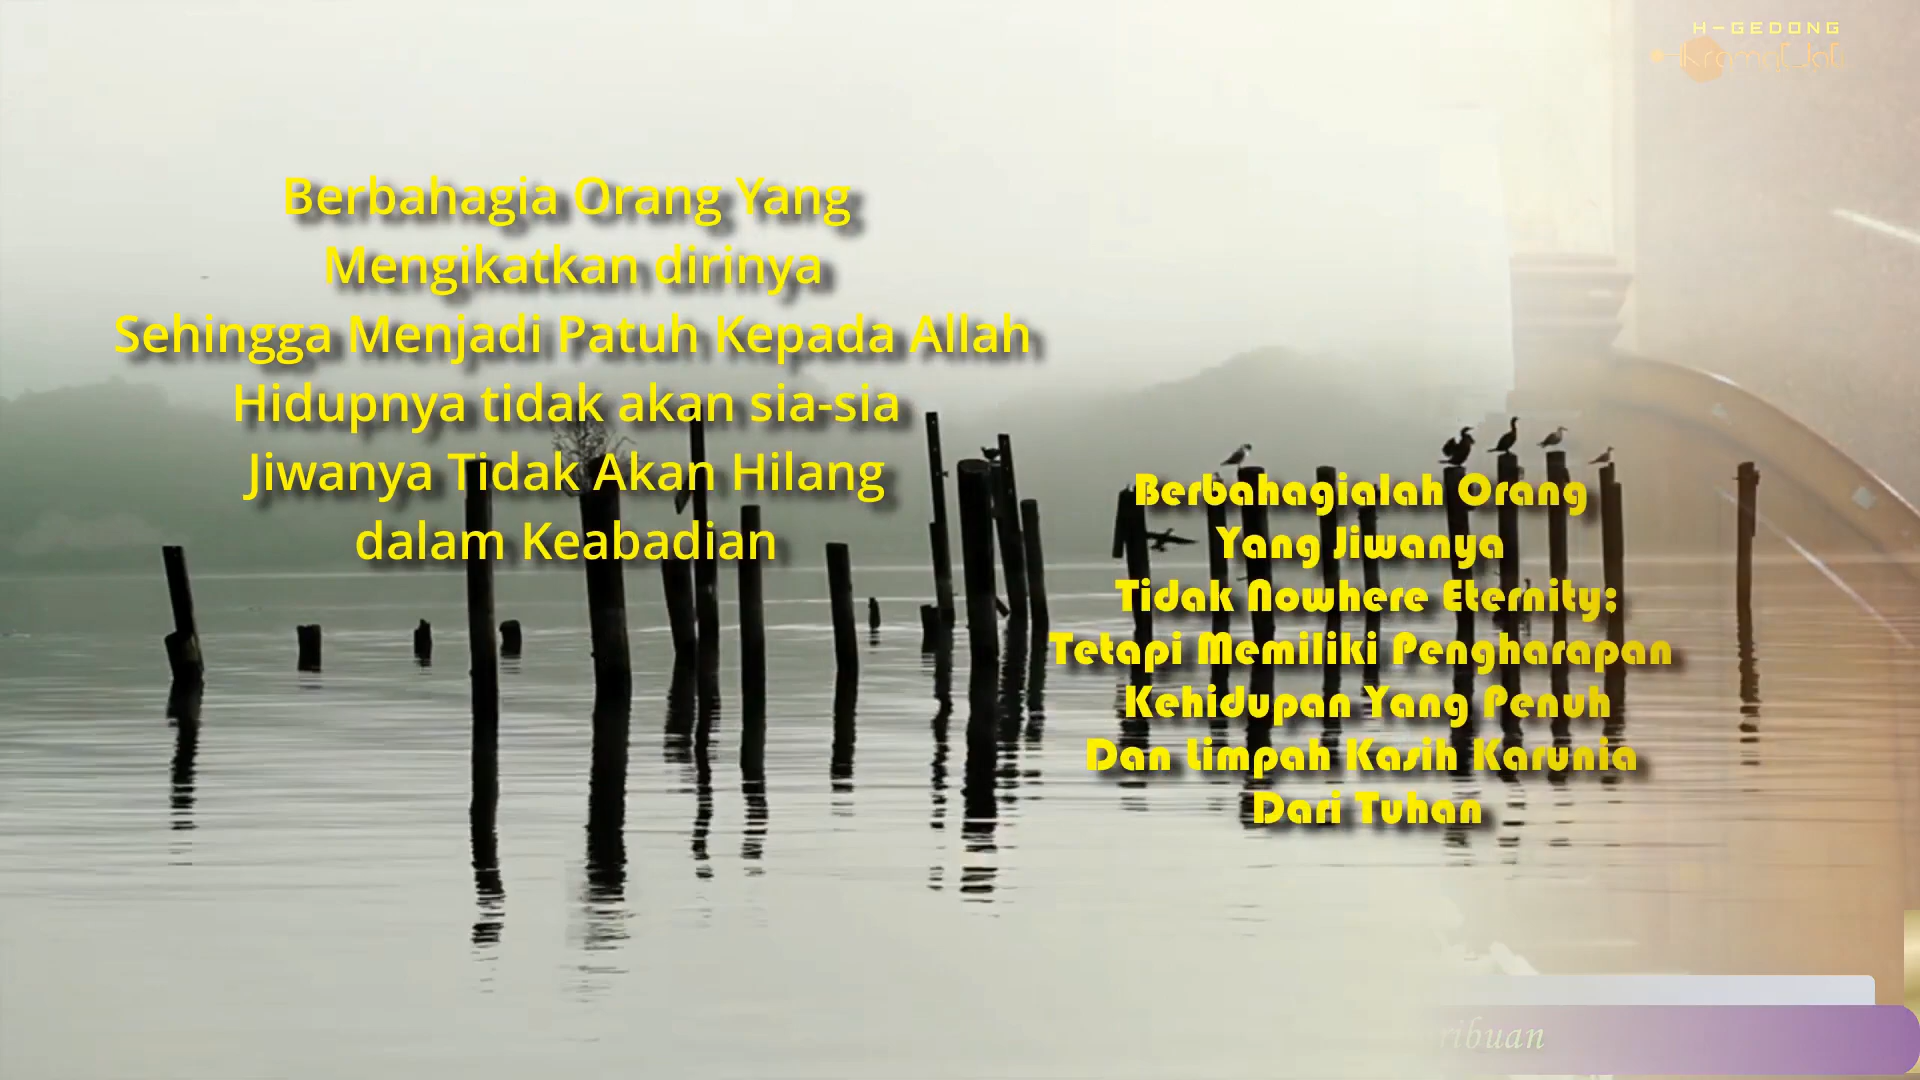 H-GEDONG
Kramat_Jati
Berbahagia Orang Yang
Mengikatkan dirinya
Sehingga Menjadi Patuh Kepada Allah
Hidupnya tidak akan sia-sia
Jiwanya Tidak Akan Hilang
dalam Keabadian
Berbahagialah Orang
Yang Jiwanya
Tidak Nowhere Eternity;
Tetapi Memiliki Pengharapan
Kehidupan Yang Penuh
Dan Limpah Kasih Karunia
Dari Tuhan
ribuan